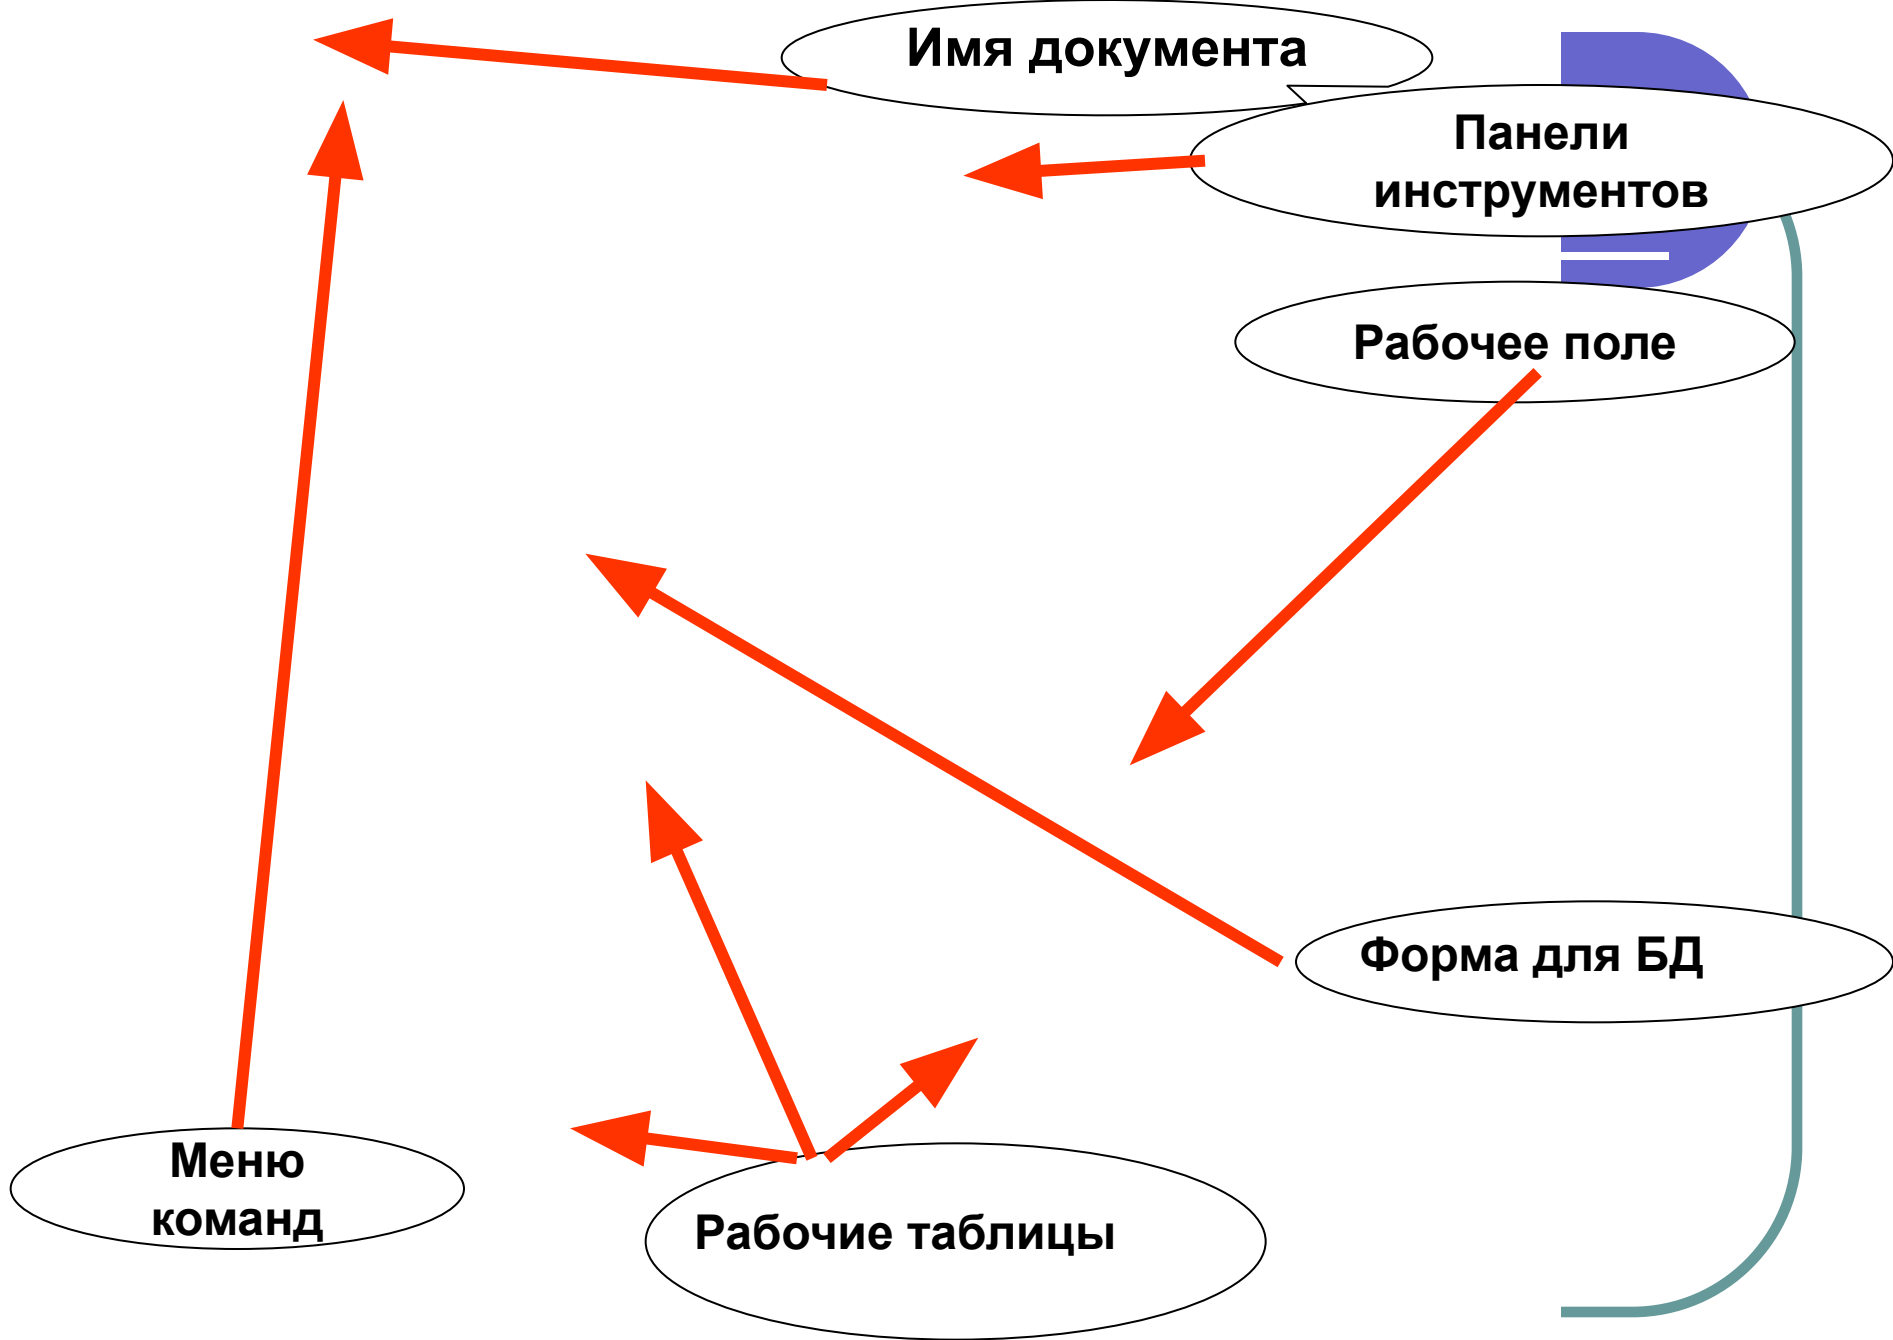 Имя документа
Панели
инструментов
Рабочее поле
Форма для БД
Меню
команд
Рабочие таблицы